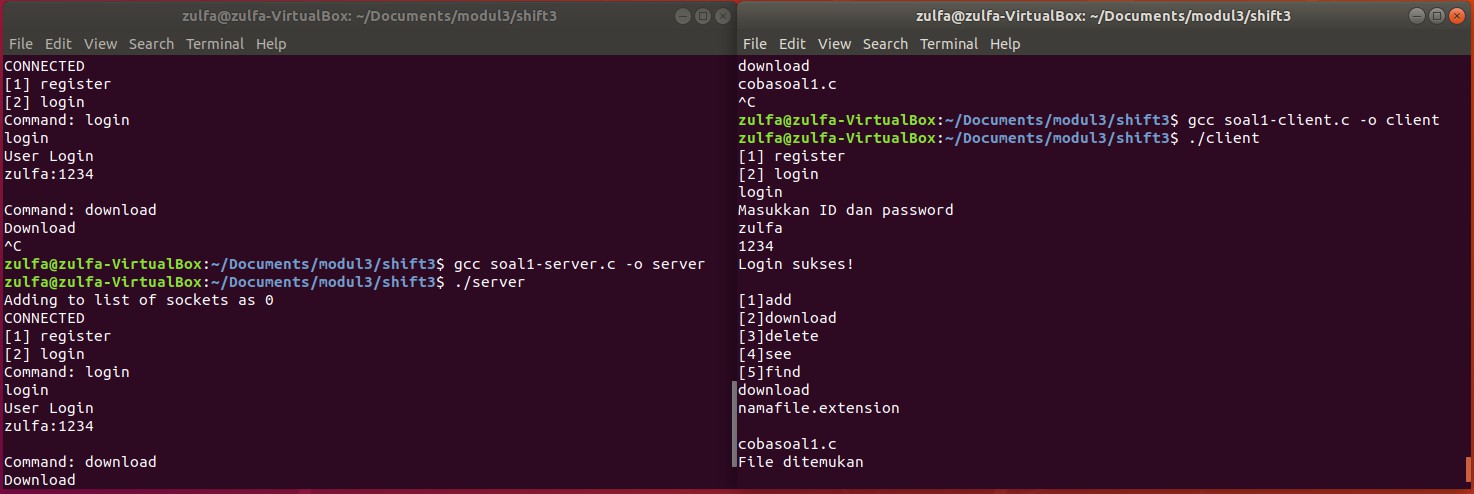 zulfa@zulfa-VirtualBox: ~/Documents/modul3/shift3
File Edit View Search Terminal Help
CONNECTED
[1] register
[2] login
Command: login
login
User Login
zulfa:1234
Command: download
Download
^C
zulfa@zulfa-VirtualBox:~/Documents/modul3/shift3$ gcc soal1-server.c -o server
zulfa@zulfa-VirtualBox:~/Documents/modul3/shift3$ ./server
Adding to list of sockets as 0
CONNECTED
[1] register
[2] login
Command: login
login
User Login
zulfa:1234
Command: download
Download
zulfa@zulfa-VirtualBox: ~/Documents/modul3/shift3
File Edit View Search Terminal Help
download
cobasoal1.c
^C
zulfa@zulfa-VirtualBox:~/Documents/modul3/shift3$ gcc soal1-client.c -o client
zulfa@zulfa-VirtualBox:~/Documents/modul3/shift3$ ./client
[1] register
[2] login
login
Masukkan ID dan password
zulfa
1234
Login sukses!
[1]add
[2]download
[3]delete
[4]see
[5]find
download
namafile.extension
cobasoal1.c
File ditemukan